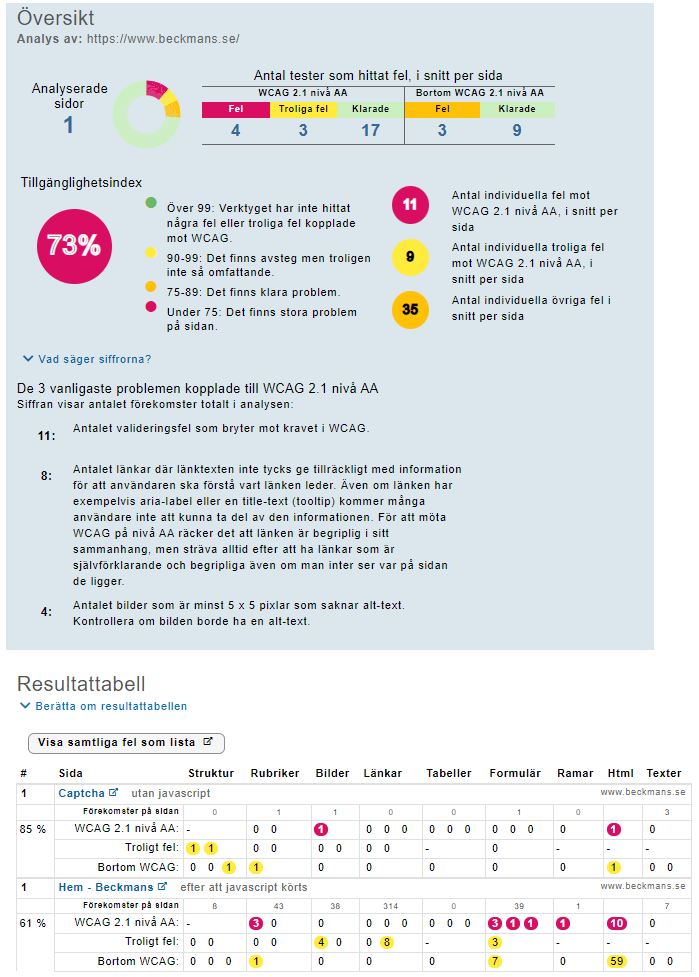 Översikt
Analys av: https://www.beckmans.se/
Analyserade sidor
1
Antal tester som hittat fel, i snitt per sida
WCAG 2.1 nivå AA Bortom WCAG 2.1 nivå AA
Fel Troliga fel Klarade Fel Klarade
4 3 17 3 9
Tillgänglighetsindex
73%
Över 99: Verktyget har inte hittat
några fel eller troliga fel kopplade
mot WCAG.
90-99: Det finns avsteg men troligen
inte så omfattande.
75-89: Det finns klara problem.
Under 75: Det finns stora problem
på sidan.
11
Antal individuella fel mot
WCAG 2.1 nivå AA, i snitt per
sida
9
Antal individuella troliga fel
mot WCAG 2.1 nivå AA, i
snitt per sida
35
Antal individuella övriga fel i
snitt per sida
Vad säger siffrorna?
De 3 vanligaste problemen kopplade till WCAG 2.1 nivå AA
Siffran visar antalet förekomster totalt i analysen:
11: Antalet valideringsfel som bryter mot kravet i WCAG.
8: Antalet länkar där länktexten inte tycks ge tillräckligt med information
för att användaren ska förstå vart länken leder. Även om länken har
exempelvis aria-label eller en title-text (tooltip) kommer många
användare inte att kunna ta del av den informationen. För att möta
WCAG på nivå AA räcker det att länken är begriplig i sitt
sammanhang, men sträva alltid efter att ha länkar som är
självförklarande och begripliga även om man inter ser var på sidan
de ligger.
4: Antalet bilder som är minst 5 x 5 pixlar som saknar alt-text.
Kontrollera om bilden borde ha en alt-text.
Resultattabell
Berätta om resultattabellen
Visa samtliga fel som lista
# Sida Struktur Rubriker Bilder Länkar Tabeller Formulär Ramar Html Texter
1 Captcha utan javascript www.beckmans.se
Förekomster på sidan 0 1 1 0 0 1 0 3
85 % WCAG 2.1 nivå AA: - 0 0 1 0 0 0 0 0 0 0 0 0 0 1 0
Troligt fel: 1 1 0 0 0 0 0 0 - 0 - - -
Bortom WCAG: 0 0 1 1 0 0 0 0 1 0 0
1 Hem - Beckmans efter att javascript körts www.beckmans.se
Förekomster på sidan 8 43 38 314 0 39 1 7
61 % WCAG 2.1 nivå AA: - 3 0 0 0 0 0 0 0 0 3 1 1 1 10 0
Troligt fel: 0 0 0 0 4 0 0 8 - 3 - - -
Bortom WCAG: 0 0 0 1 0 0 0 7 59 0 0